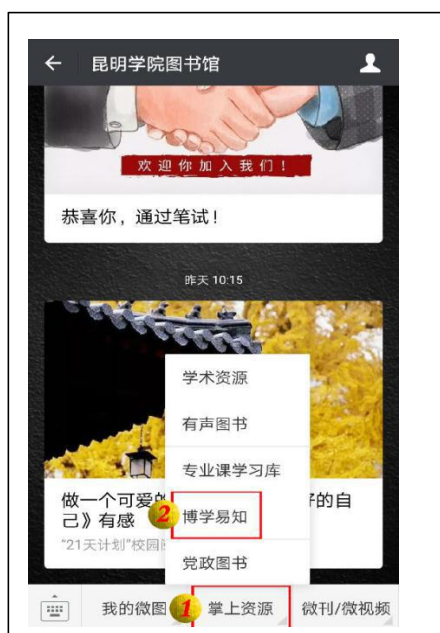 昆明学院图书馆
欢迎你加入我们!
恭喜你，通过笔试!
昨天 10:15
学术资源
有声图书
专业课学习库
做一个可爱的
好的自
2
博学易知
己》有感
"21天计划"校园
党政图书
我的微图
1
掌上资源
微刊/微视频